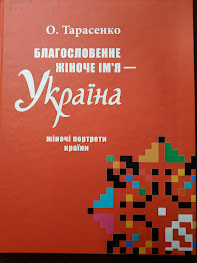 О. Тарасенко
БЛАГОСЛОВЕННЕ
ЖІНОЧЕ ІМ'Я —
Україна
жіночі портрети
країни